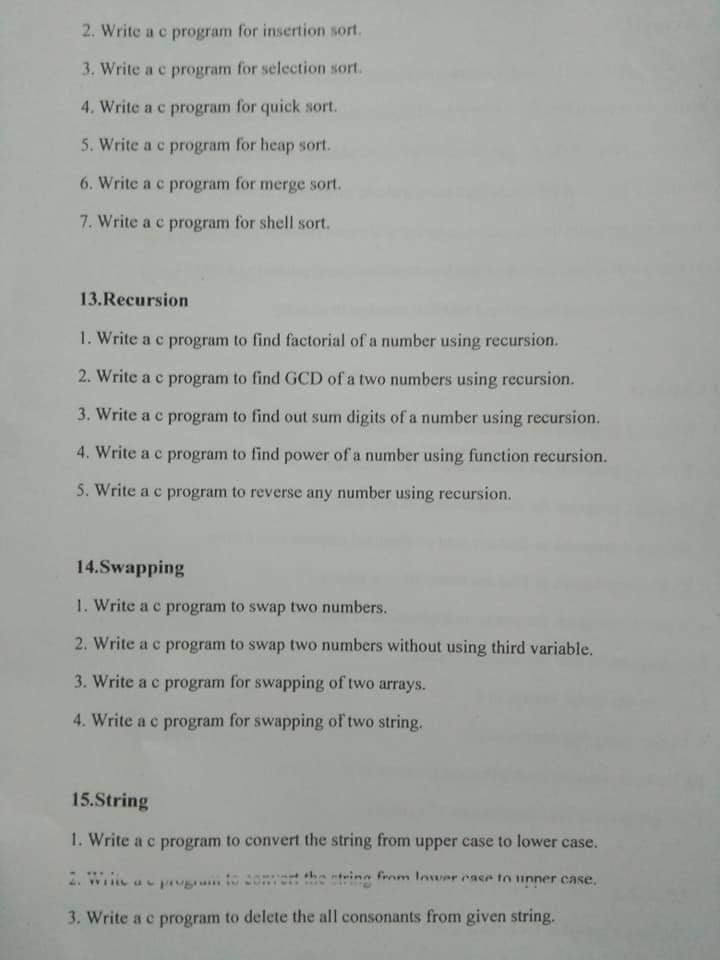 2. Write a c program for insertion sort.
3. Write a c program for selection sort.
4. Write a c program for quick sort.
5. Write a c program for heap sort.
6. Write a c program for merge sort.
7. Write a c program for shell sort.
13.Recursion
1. Write a c program to find factorial of a number using recursion.
2. Write a c program to find GCD of a two numbers using recursion.
3. Write a c program to find out sum digits of a number using recursion.
4. Write a c program to find power of a number using function recursion.
5. Write a c program to reverse any number using recursion.
14.Swapping
1. Write a c program to swap two numbers.
2. Write a c program to swap two numbers without using third variable.
3. Write a c program for swapping of two arrays.
4. Write a c program for swapping of two string.
15.String
1. Write a c program to convert the string from upper case to lower case.
2. Write a c program to convert the string from lower case to upper case.
3. Write a c program to delete the all consonants from given string.